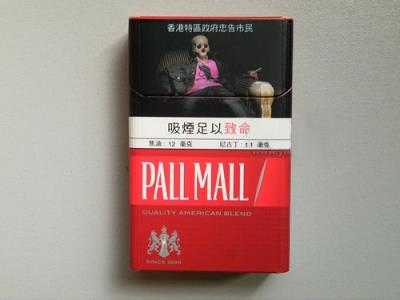 香港特區政府忠告市民
吸煙足以致命
焦油：12 毫克 尼古丁：1.1 毫克
PALL MALL
QUALITY AMERICAN BLEND
SINCE 1899